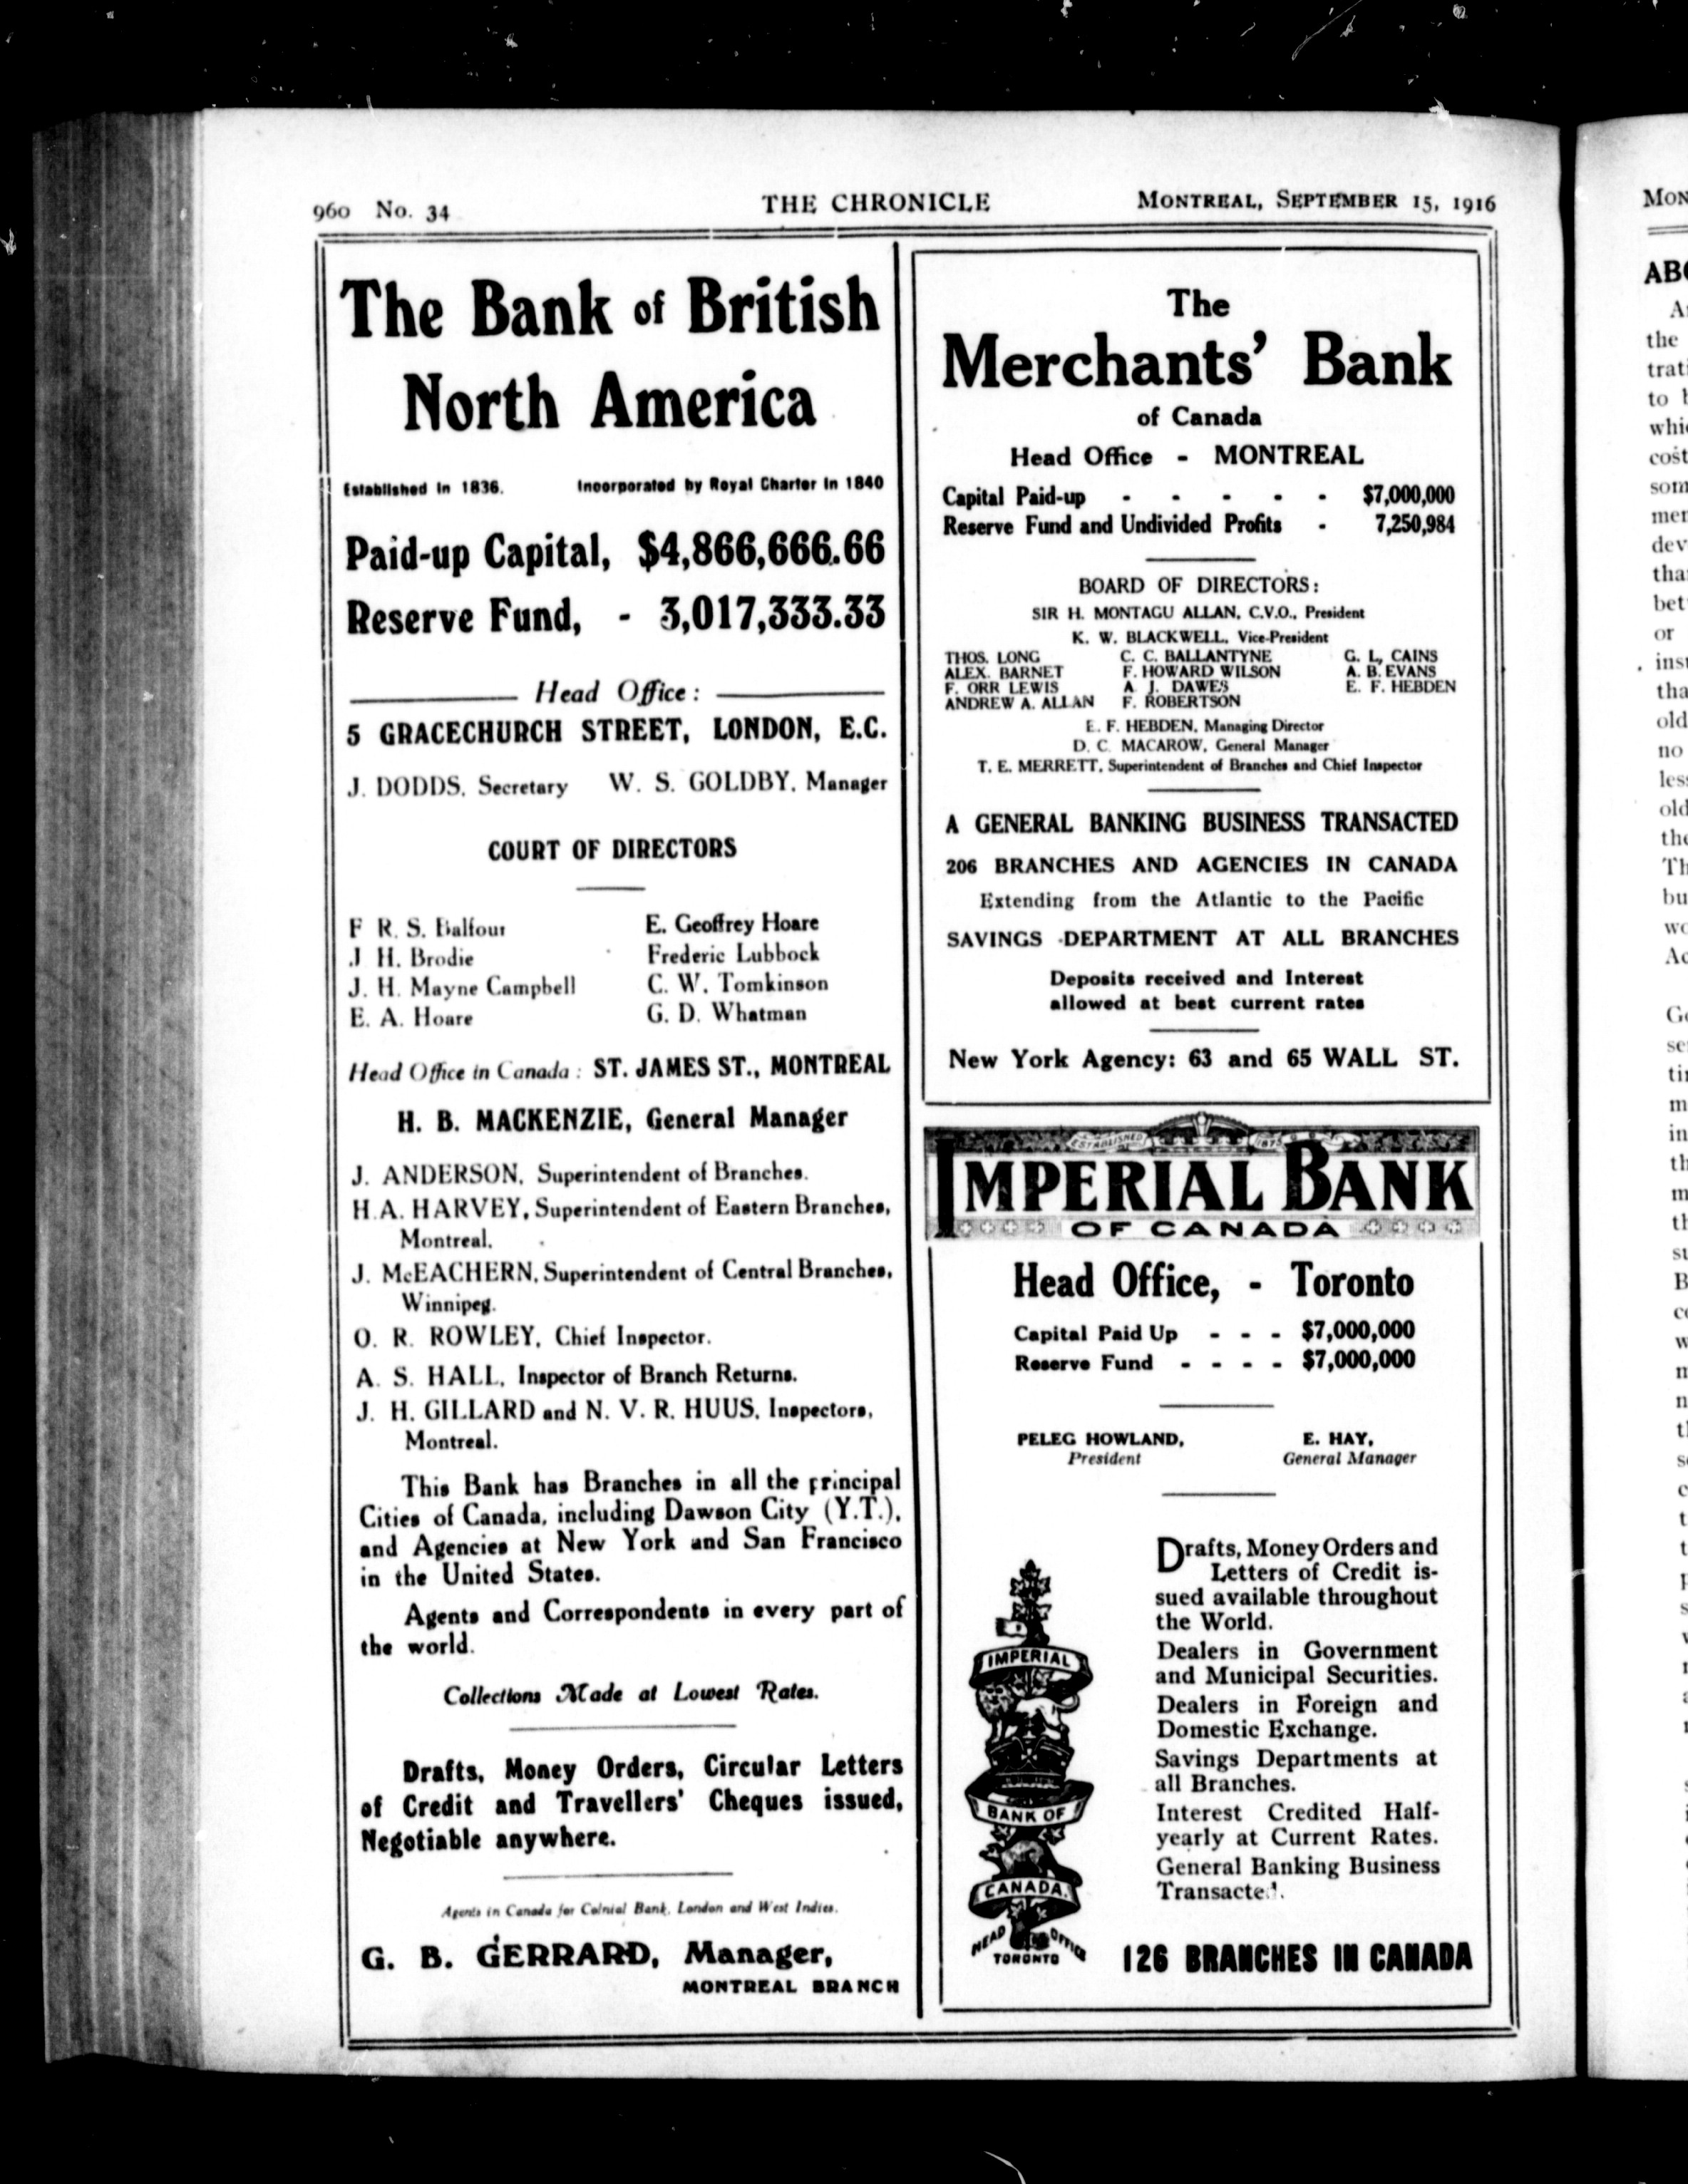 960 No. 34 THE CHRONICLE MONTREAL, SEPTEMBER 15, 1916
The Bank of British
North America
Established in 1836. Incorporated by Royal Charter in 1840
Paid-up Capital, $4,866,666.66
Reserve Fund, - 3,017,333.33
Head Office:
5 GRACECHURCH STREET, LONDON, E.C.
J. DODDS, Secretary W. S. GOLDBY, Manager
COURT OF DIRECTORS
F R. S. Balfour E. Geoffrey Hoare
J H. Brodie Frederic Lubbock
J. H. Mayne Campbell C. W. Tomkinson
E. A. Hoare G. D. Whatman
Head Office in Canada: ST. JAMES ST., MONTREAL
H. B. MACKENZIE, General Manager
J. ANDERSON, Superintendent of Branches.
H.A. HARVEY, Superintendent of Eastern Branches,
Montreal.
J. McEACHERN, Superintendent of Central Branches,
Winnipeg.
O. R. ROWLEY, Chief Inspector.
A. S. HALL, Inspector of Branch Returns.
J. H. GILLARD and N. V. R. HUUS, Inspectors,
Montreal.
This Bank has Branches in all the principal
Cities of Canada, including Dawson City (Y.T.),
and Agencies at New York and San Francisco
in the United States.
Agents and Correspondents in every part of
the world.
Collections Made at Lowest Rates.
Drafts, Money Orders, Circular Letters
of Credit and Travellers' Cheques issued,
Negotiable anywhere.
Agents in Canada for Colnial Bank, London and West Indies.
G. B. GERRARD, Manager,
MONTREAL BRANCH
The
Merchants' Bank
of Canada
Head Office - MONTREAL
Capital Paid-up - - - - - $7,000,000
Reserve Fund and Undivided Profits - 7,250,984
BOARD OF DIRECTORS:
SIR H. MONTAGU ALLAN, C.V.O., President
K. W. BLACKWELL, Vice-President
THOS. LONG C. C. BALLANTYNE G. L. CAINS
ALEX. BARNET F. HOWARD WILSON A. B. EVANS
F. ORR LEWIS A. J. DAWES E. F. HEBDEN
ANDREW A. ALLAN F. ROBERTSON
E. F. HEBDEN, Managing Director
D. C. MACAROW, General Manager
T. E. MERRETT, Superintendent of Branches and Chief Inspector
A GENERAL BANKING BUSINESS TRANSACTED
206 BRANCHES AND AGENCIES IN CANADA
Extending from the Atlantic to the Pacific
SAVINGS DEPARTMENT AT ALL BRANCHES
Deposits received and Interest
allowed at best current rates
New York Agency: 63 and 65 WALL ST.
ESTABLISHED 1875
IMPERIAL BANK
OF CANADA
Head Office, - Toronto
Capital Paid Up - - - $7,000,000
Reserve Fund - - - - $7,000,000
PELEG HOWLAND, E. HAY,
President General Manager
Drafts, Money Orders and
Letters of Credit is-
sued available throughout
the World.
Dealers in Government
and Municipal Securities.
Dealers in Foreign and
Domestic Exchange.
Savings Departments at
all Branches.
Interest Credited Half-
yearly at Current Rates.
General Banking Business
Transacted.
IMPERIAL
BANK OF
CANADA.
HEAD OFFICE
TORONTO
126 BRANCHES IN CANADA